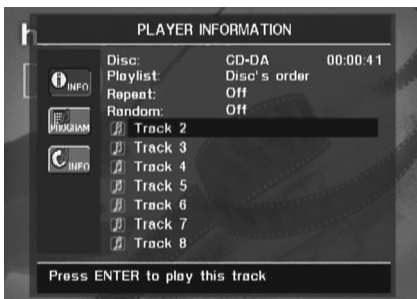 PLAYER INFORMATION
Disc: CD-DA 00:00:41
Playlist: Disc's order
Repeat: Off
Random: Off
INFO
PROGRAM
INFO
Track 2
Track 3
Track 4
Track 5
Track 6
Track 7
Track 8
Press ENTER to play this track